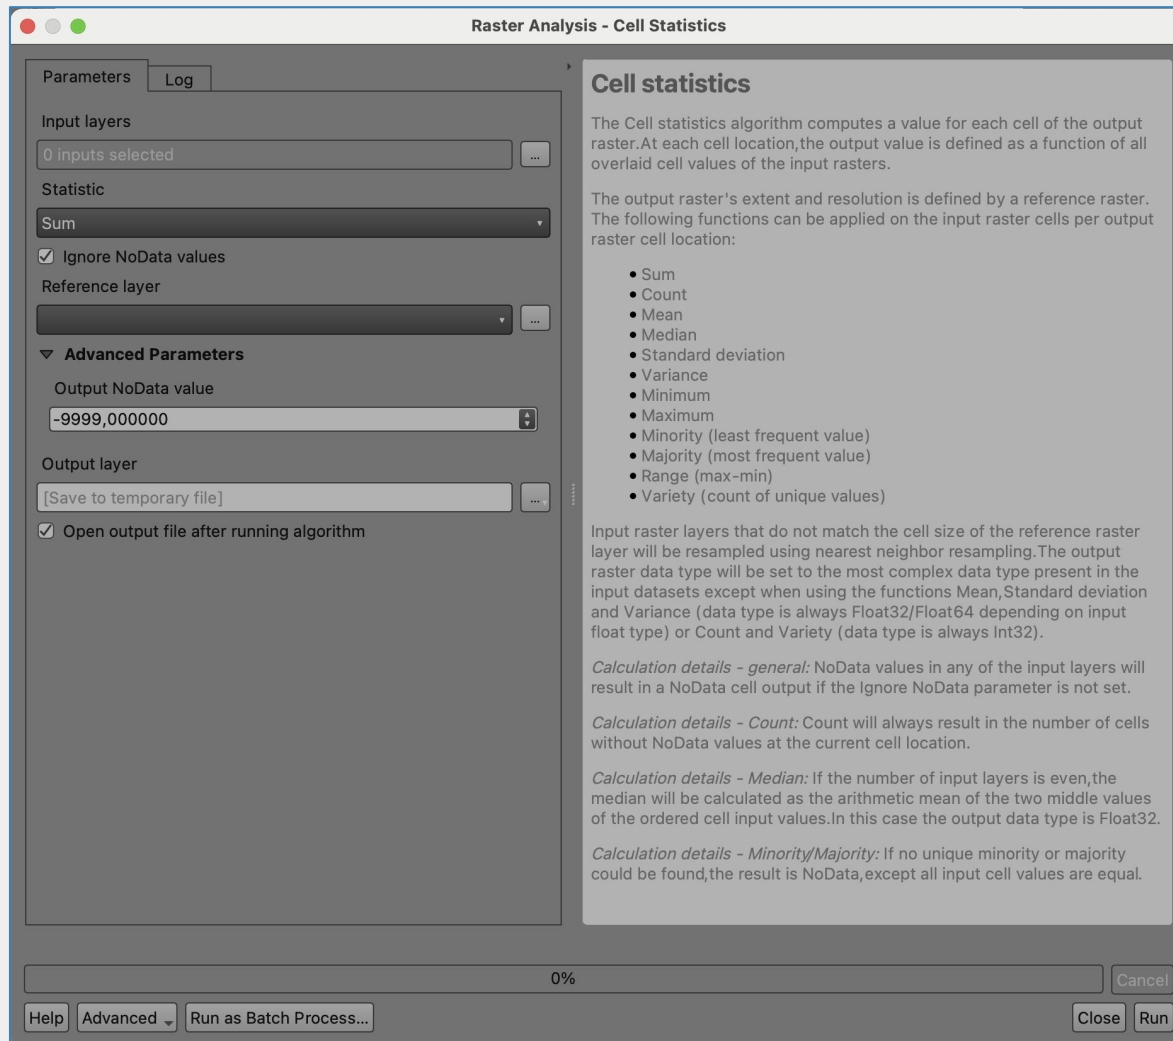 Raster Analysis - Cell Statistics
Parameters
Log
Input layers
0 inputs selected
...
Statistic
Sum
Ignore NoData values
Reference layer
...
Advanced Parameters
Output NoData value
-9999,000000
Output layer
[Save to temporary file]
...
Open output file after running algorithm
Cell statistics
The Cell statistics algorithm computes a value for each cell of the output
raster.At each cell location,the output value is defined as a function of all
overlaid cell values of the input rasters.
The output raster's extent and resolution is defined by a reference raster.
The following functions can be applied on the input raster cells per output
raster cell location:
• Sum
• Count
• Mean
• Median
• Standard deviation
• Variance
• Minimum
• Maximum
• Minority (least frequent value)
• Majority (most frequent value)
• Range (max-min)
• Variety (count of unique values)
Input raster layers that do not match the cell size of the reference raster
layer will be resampled using nearest neighbor resampling.The output
raster data type will be set to the most complex data type present in the
input datasets except when using the functions Mean,Standard deviation
and Variance (data type is always Float32/Float64 depending on input
float type) or Count and Variety (data type is always Int32).
Calculation details - general: NoData values in any of the input layers will
result in a NoData cell output if the Ignore NoData parameter is not set.
Calculation details - Count: Count will always result in the number of cells
without NoData values at the current cell location.
Calculation details - Median: If the number of input layers is even,the
median will be calculated as the arithmetic mean of the two middle values
of the ordered cell input values.In this case the output data type is Float32.
Calculation details - Minority/Majority: If no unique minority or majority
could be found,the result is NoData,except all input cell values are equal.
0%
Cancel
Help
Advanced
Run as Batch Process...
Close
Run